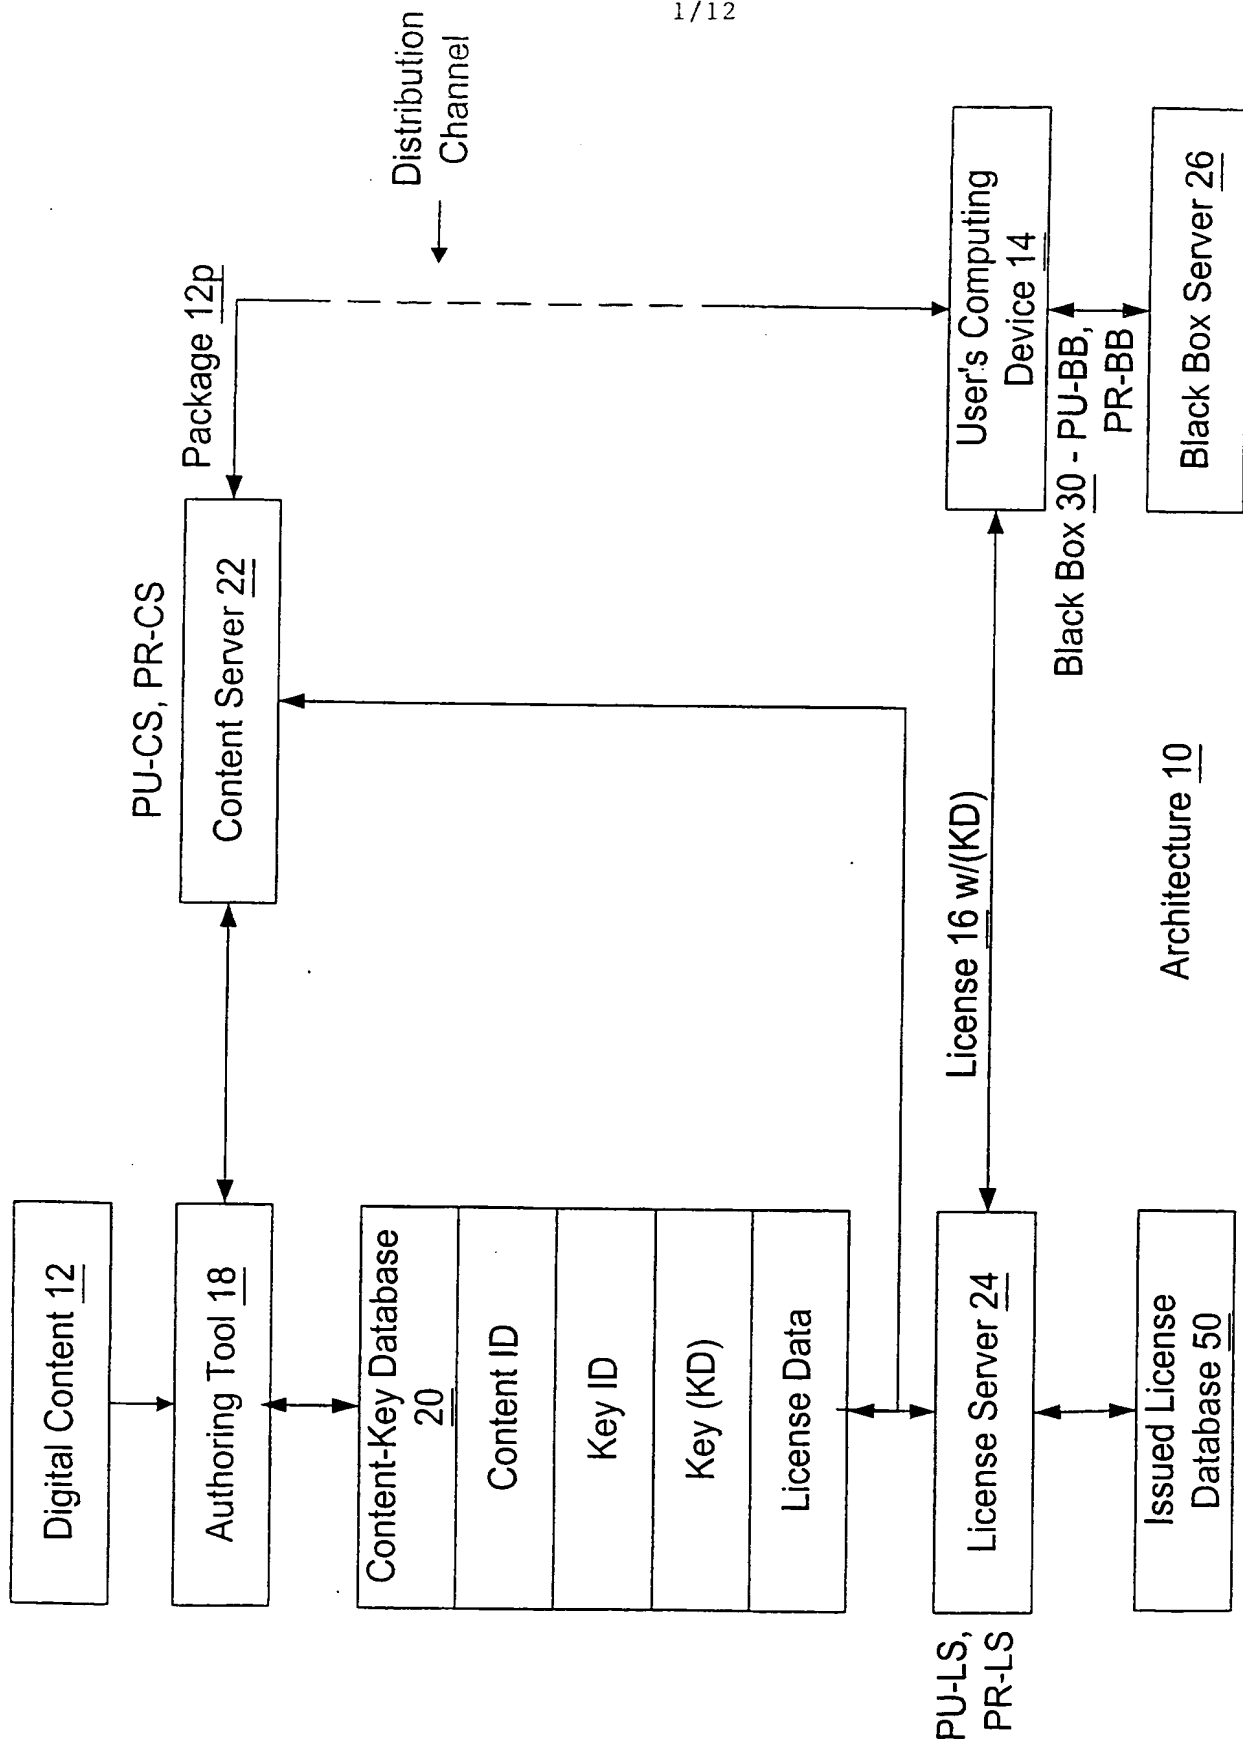 1/12
Digital Content 12
Authoring Tool 18
Content-Key Database
20
Content ID
Key ID
Key (KD)
License Data
PU-LS,
PR-LS
License Server 24
Issued License
Database 50
PU-CS, PR-CS
Content Server 22
Package 12p
Distribution
Channel
License 16 w/(KD)
User's Computing
Device 14
Black Box 30 - PU-BB,
PR-BB
Black Box Server 26
Architecture 10